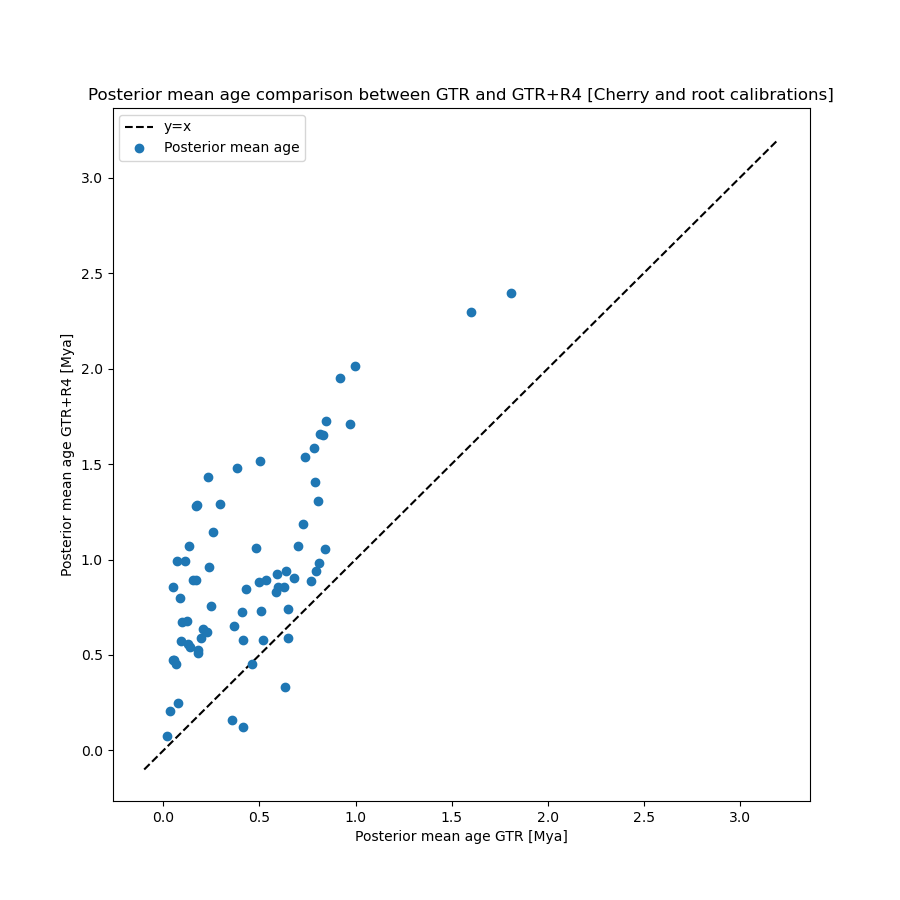 Posterior mean age comparison between GTR and GTR+R4 [Cherry and root calibrations]
y=x
Posterior mean age
Posterior mean age GTR+R4 [Mya]
3.0
2.5
2.0
1.5
1.0
0.5
0.0
0.0 0.5 1.0 1.5 2.0 2.5 3.0
Posterior mean age GTR [Mya]